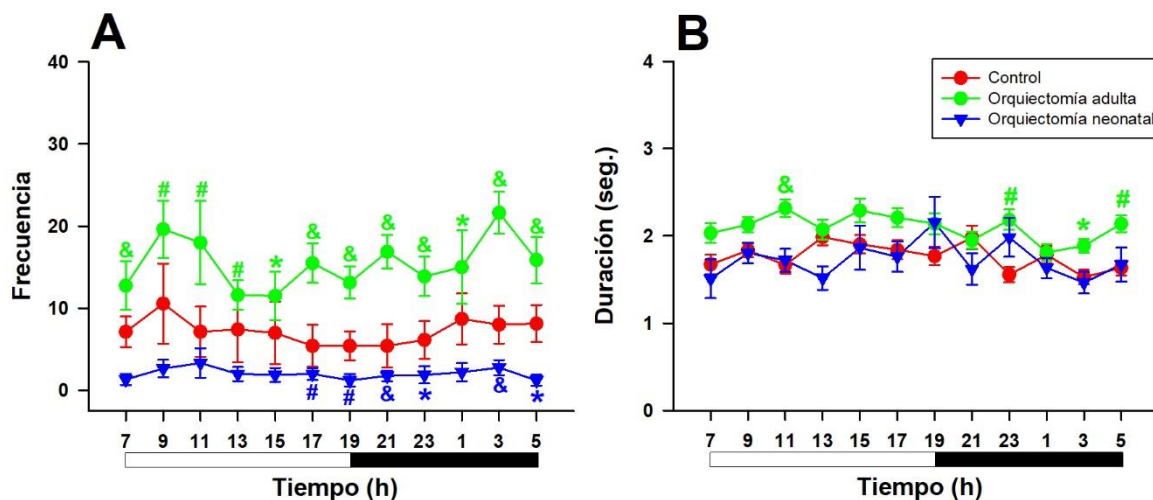 A
Frecuencia
40
30
20
10
0
& # # # * & & & & * & &
# # & * & *
7 9 11 13 15 17 19 21 23 1 3 5
Tiempo (h)
B
Duración (seg.)
4
3
2
1
0
Control
Orquiectomía adulta
Orquiectomía neonatal
& # * #
7 9 11 13 15 17 19 21 23 1 3 5
Tiempo (h)